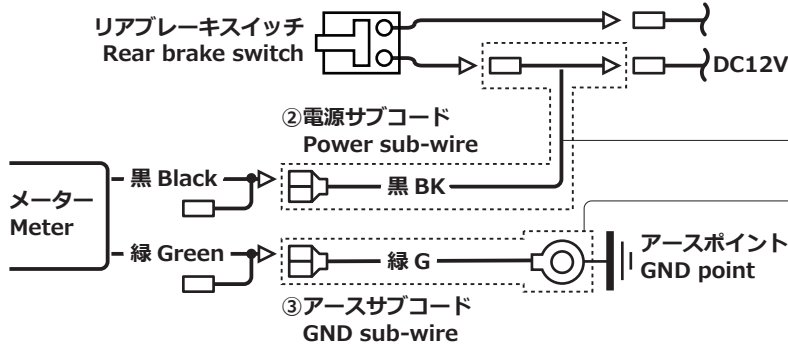 リアブレーキスイッチ
Rear brake switch
DC12V
②電源サブコード
Power sub-wire
メーター
Meter
黒 Black
黒 BK
緑 Green
緑 G
アースポイント
GND point
③アースサブコード
GND sub-wire